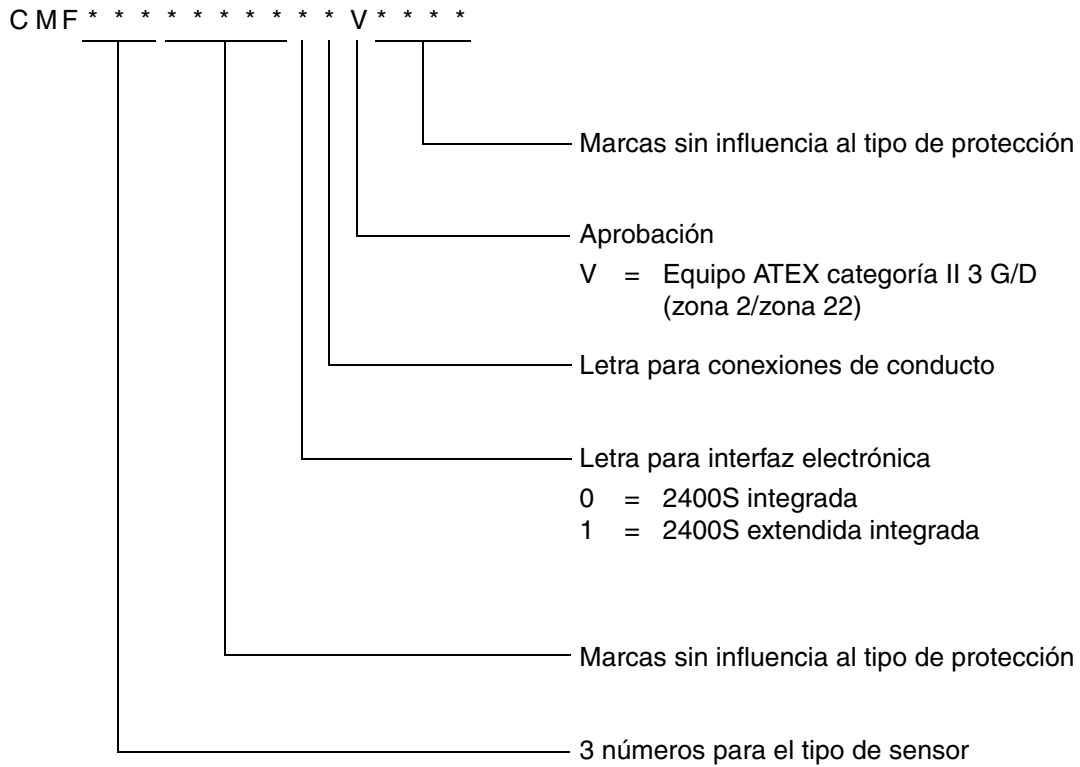 CMF* * * * * * * * * * V * * * *
Marcas sin influencia al tipo de protección
Aprobación
V = Equipo ATEX categoría II 3 G/D
(zona 2/zona 22)
Letra para conexiones de conducto
Letra para interfaz electrónica
0 = 2400S integrada
1 = 2400S extendida integrada
Marcas sin influencia al tipo de protección
3 números para el tipo de sensor